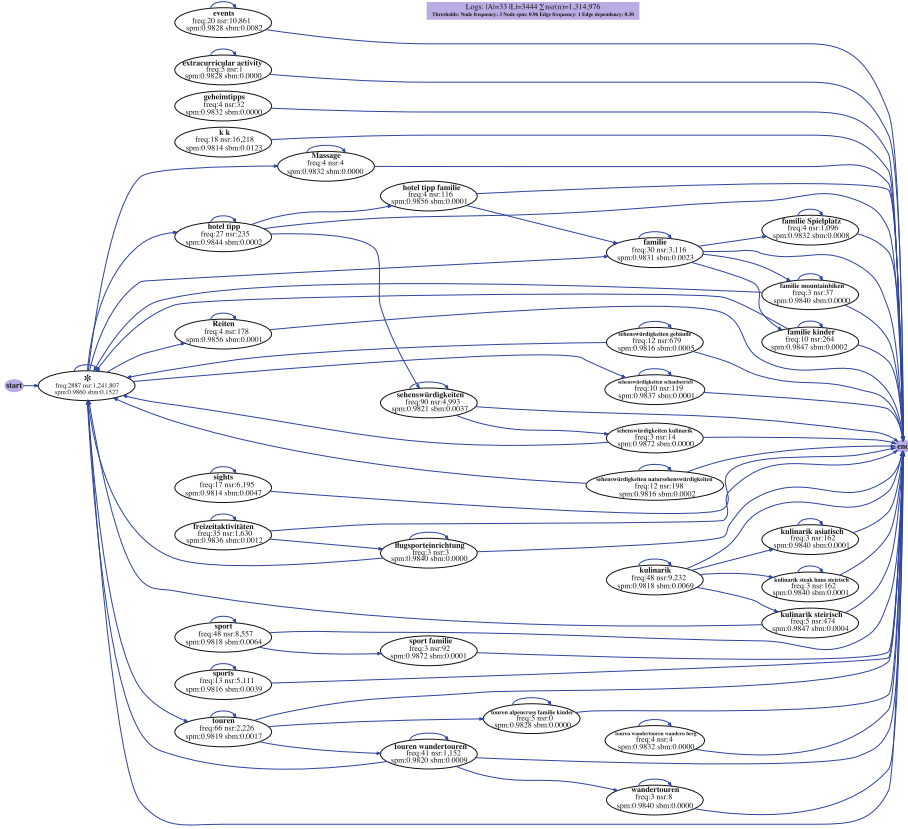 Logs: |A|=33 |L|=3444 ∑nsr(n)=1,314,976
Thresholds: Node frequency: 3 Node spm: 0.96 Edge frequency: 1 Edge dependency: 0.30
events
freq:20 nsr:10,861
spm:0.9828 sbm:0.0082
extracurricular activity
freq:5 nsr:1
spm:0.9828 sbm:0.0000
geheimtipps
freq:4 nsr:32
spm:0.9832 sbm:0.0000
k k
freq:18 nsr:16,218
spm:0.9814 sbm:0.0123
Massage
freq:4 nsr:4
spm:0.9832 sbm:0.0000
hotel tipp familie
freq:4 nsr:116
spm:0.9856 sbm:0.0001
hotel tipp
freq:27 nsr:235
spm:0.9844 sbm:0.0002
familie Spielplatz
freq:4 nsr:1,096
spm:0.9832 sbm:0.0008
familie
freq:30 nsr:3,116
spm:0.9831 sbm:0.0023
familie mountainbiken
freq:3 nsr:37
spm:0.9840 sbm:0.0000
Reiten
freq:4 nsr:178
spm:0.9856 sbm:0.0001
sehenswürdigkeiten gebäude
freq:12 nsr:679
spm:0.9816 sbm:0.0005
familie kinder
freq:10 nsr:264
spm:0.9847 sbm:0.0002
start
*
freq:2887 nsr:1,241,807
spm:0.9860 sbm:0.1527
sehenswürdigkeiten schaubetrieb
freq:10 nsr:119
spm:0.9837 sbm:0.0001
sehenswürdigkeiten
freq:90 nsr:4,993
spm:0.9821 sbm:0.0037
sehenswürdigkeiten kulinarik
freq:3 nsr:14
spm:0.9872 sbm:0.0000
end
sights
freq:17 nsr:6,195
spm:0.9814 sbm:0.0047
sehenswürdigkeiten natursehenswürdigkeiten
freq:12 nsr:198
spm:0.9816 sbm:0.0002
freizeitaktivitäten
freq:35 nsr:1,630
spm:0.9836 sbm:0.0012
flugsporteinrichtung
freq:3 nsr:3
spm:0.9840 sbm:0.0000
kulinarik asiatisch
freq:3 nsr:162
spm:0.9840 sbm:0.0001
kulinarik
freq:48 nsr:9,232
spm:0.9818 sbm:0.0069
kulinarik steak haus steirisch
freq:3 nsr:162
spm:0.9840 sbm:0.0001
kulinarik steirisch
freq:5 nsr:474
spm:0.9847 sbm:0.0004
sport
freq:48 nsr:8,557
spm:0.9818 sbm:0.0064
sport familie
freq:3 nsr:92
spm:0.9872 sbm:0.0001
sports
freq:13 nsr:5,111
spm:0.9816 sbm:0.0039
touren alpencross familie kinder
freq:5 nsr:0
spm:0.9828 sbm:0.0000
touren
freq:66 nsr:2,226
spm:0.9819 sbm:0.0017
touren wandertouren wandern berg
freq:4 nsr:4
spm:0.9832 sbm:0.0000
touren wandertouren
freq:41 nsr:1,152
spm:0.9820 sbm:0.0009
wandertouren
freq:3 nsr:8
spm:0.9840 sbm:0.0000